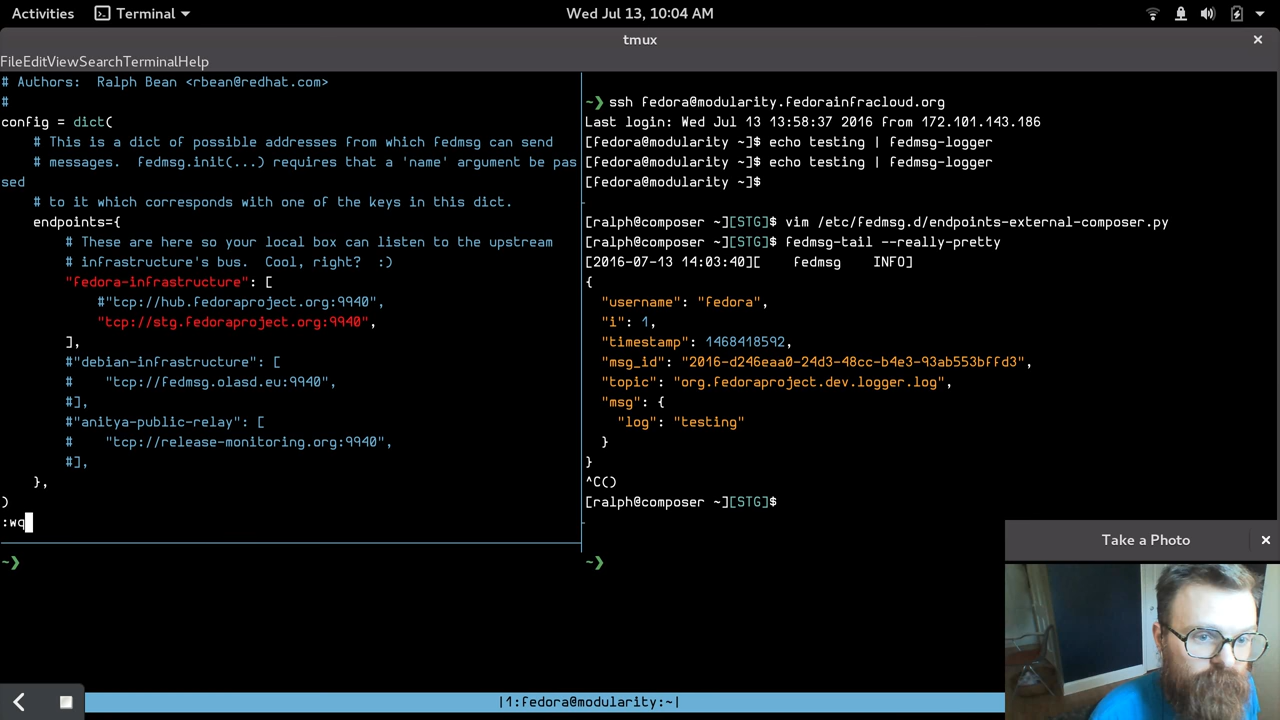 Activities Terminal Wed Jul 13, 10:04 AM
tmux
FileEditViewSearchTerminalHelp
# Authors:  Ralph Bean <rbean@redhat.com>
#
config = dict(
    # This is a dict of possible addresses from which fedmsg can send
    # messages.  fedmsg.init(...) requires that a 'name' argument be pas
sed
    # to it which corresponds with one of the keys in this dict.
    endpoints={
        # These are here so your local box can listen to the upstream
        # infrastructure's bus.  Cool, right?  :)
        "fedora-infrastructure": [
            #"tcp://hub.fedoraproject.org:9940",
            "tcp://stg.fedoraproject.org:9940",
        ],
        #"debian-infrastructure": [
        #    "tcp://fedmsg.olasd.eu:9940",
        #],
        #"anitya-public-relay": [
        #    "tcp://release-monitoring.org:9940",
        #],
    },
)
:wq
~❯
~❯ ssh fedora@modularity.fedorainfracloud.org
Last login: Wed Jul 13 13:58:37 2016 from 172.101.143.186
[fedora@modularity ~]$ echo testing | fedmsg-logger
[fedora@modularity ~]$ echo testing | fedmsg-logger
[fedora@modularity ~]$
[ralph@composer ~][STG]$ vim /etc/fedmsg.d/endpoints-external-composer.py
[ralph@composer ~][STG]$ fedmsg-tail --really-pretty
[2016-07-13 14:03:40][    fedmsg    INFO]
{
  "username": "fedora",
  "i": 1,
  "timestamp": 1468418592,
  "msg_id": "2016-d246eaa0-24d3-48cc-b4e3-93ab553bffd3",
  "topic": "org.fedoraproject.dev.logger.log",
  "msg": {
    "log": "testing"
  }
}
^C()
[ralph@composer ~][STG]$
~❯
Take a Photo
|1:fedora@modularity:~|